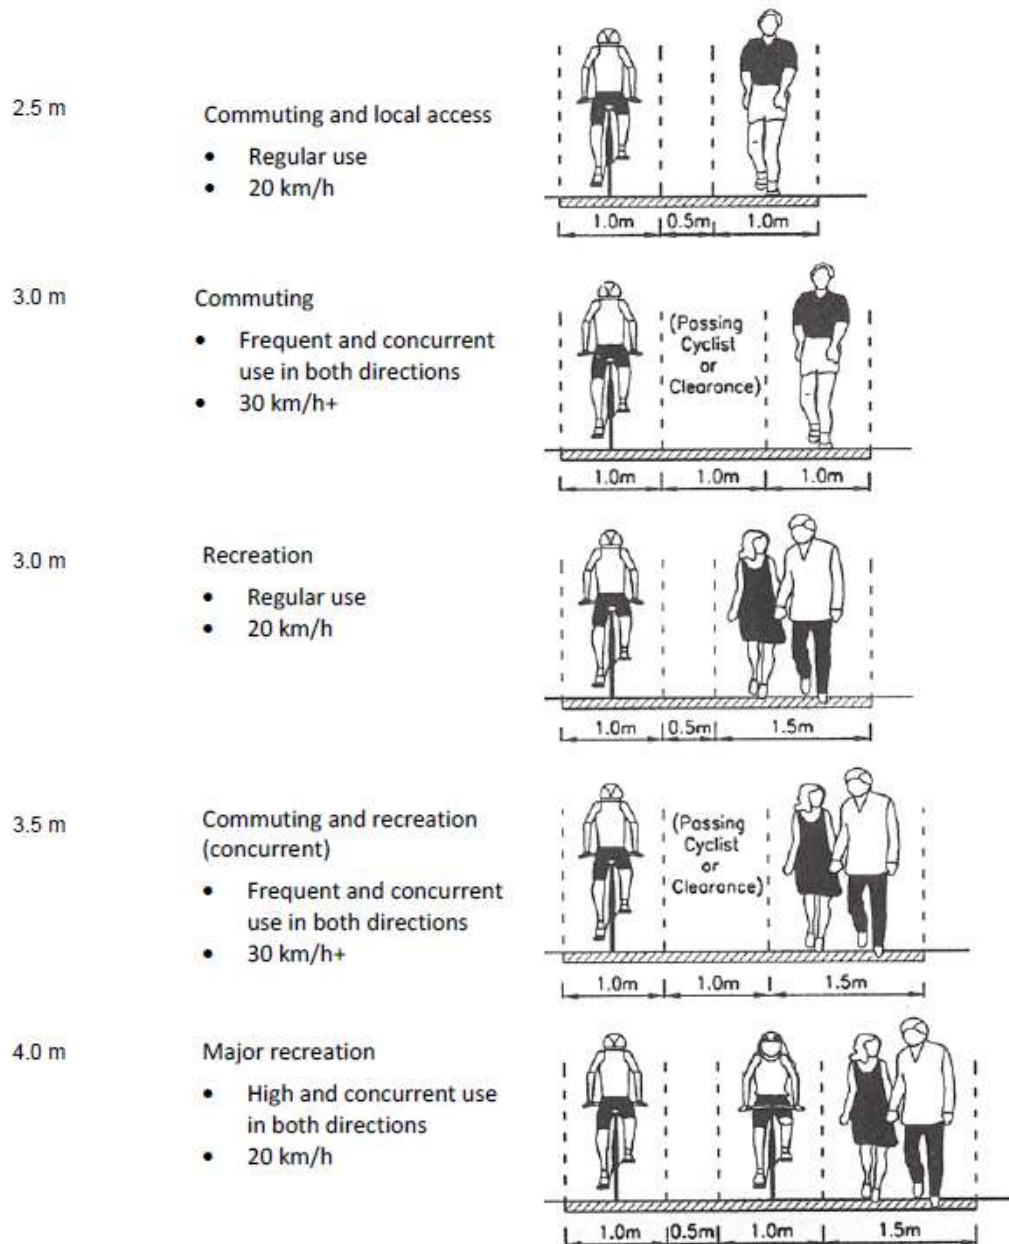 2.5 m
Commuting and local access
• Regular use
• 20 km/h
1.0m 0.5m 1.0m
3.0 m
Commuting
• Frequent and concurrent
use in both directions
• 30 km/h+
(Passing
Cyclist
or
Clearance)
1.0m 1.0m 1.0m
3.0 m
Recreation
• Regular use
• 20 km/h
1.0m 0.5m 1.5m
3.5 m
Commuting and recreation
(concurrent)
• Frequent and concurrent
use in both directions
• 30 km/h+
(Passing
Cyclist
or
Clearance)
1.0m 1.0m 1.5m
4.0 m
Major recreation
• High and concurrent use
in both directions
• 20 km/h
1.0m 0.5m 1.0m 1.5m